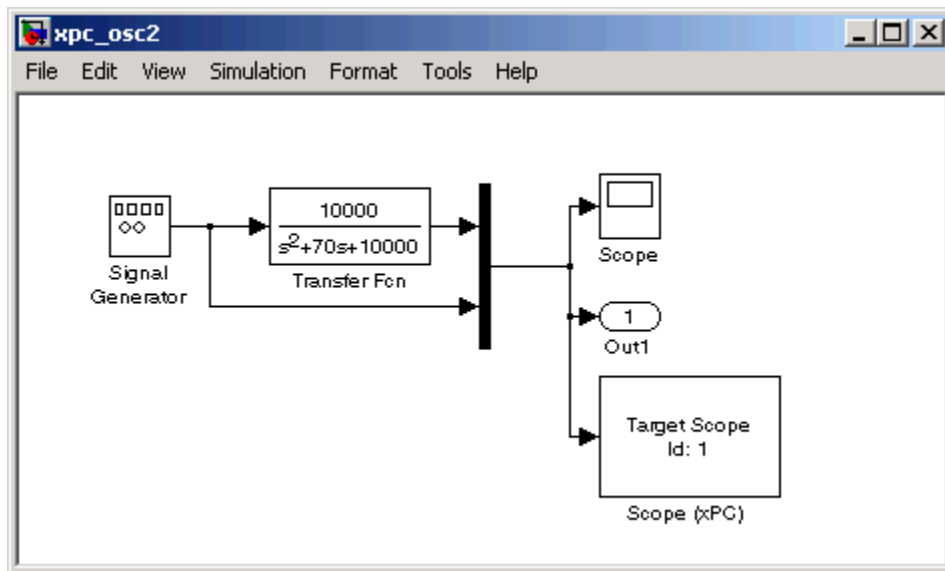 xpc_osc2
File Edit View Simulation Format Tools Help
10000
s²+70s+10000
Transfer Fcn
Signal
Generator
Scope
1
Out1
Target Scope
Id: 1
Scope (xPC)